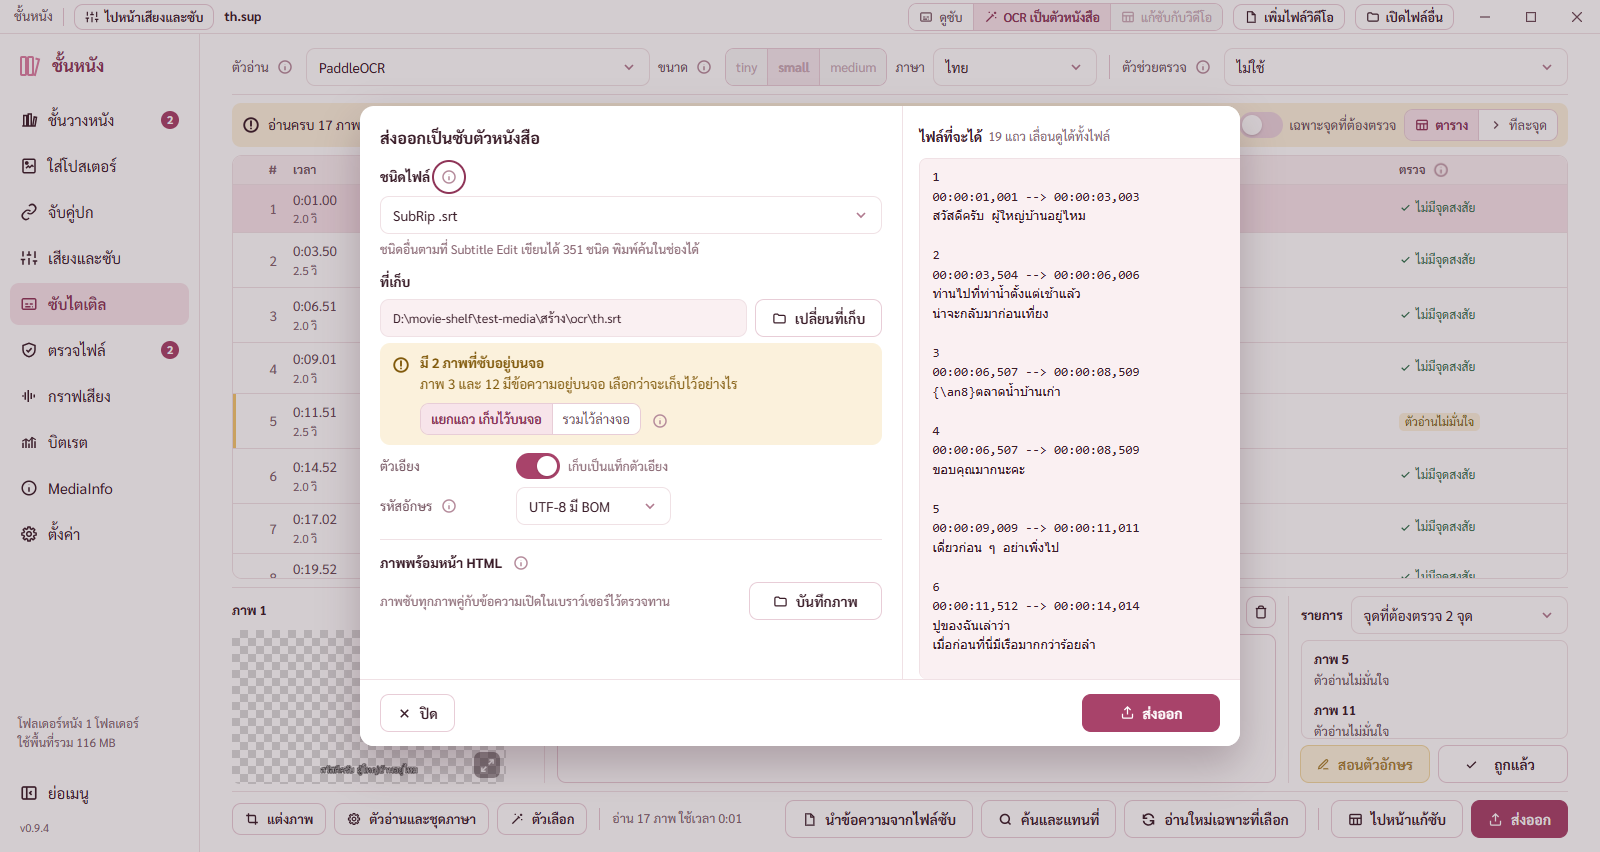 ชั้นหนัง
ไปหน้าเสียงและซับ
th.sup
ดูซับ
OCR เป็นตัวหนังสือ
แก้ซับกับวิดีโอ
เพิ่มไฟล์วิดีโอ
เปิดไฟล์อื่น
ชั้นหนัง
ชั้นวางหนัง
2
ใส่โปสเตอร์
จับคู่ปก
เสียงและซับ
ซับไตเติล
ตรวจไฟล์
2
กราฟเสียง
บิตเรต
MediaInfo
ตั้งค่า
โฟลเดอร์หนัง 1 โฟลเดอร์
ใช้พื้นที่รวม 116 MB
ย่อเมนู
v0.9.4
ตัวอ่าน
PaddleOCR
ขนาด
tiny
small
medium
ภาษา
ไทย
ตัวช่วยตรวจ
ไม่ใช้
อ่านครบ 17 ภาพ
เฉพาะจุดที่ต้องตรวจ
ตาราง
ทีละจุด
#
เวลา
ตรวจ
1
0:01.00
2.0 วิ
ไม่มีจุดสงสัย
2
0:03.50
2.5 วิ
ไม่มีจุดสงสัย
3
0:06.51
2.0 วิ
ไม่มีจุดสงสัย
4
0:09.01
2.0 วิ
ไม่มีจุดสงสัย
5
0:11.51
2.5 วิ
ตัวอ่านไม่มั่นใจ
6
0:14.52
2.0 วิ
ไม่มีจุดสงสัย
7
0:17.02
2.0 วิ
ไม่มีจุดสงสัย
8
0:19.52
ไม่มีจุดสงสัย
ส่งออกเป็นซับตัวหนังสือ
ชนิดไฟล์
SubRip .srt
ชนิดอื่นตามที่ Subtitle Edit เขียนได้ 351 ชนิด พิมพ์ค้นในช่องได้
ที่เก็บ
D:\movie-shelf\test-media\สร้าง\ocr\th.srt
เปลี่ยนที่เก็บ
มี 2 ภาพที่ซับอยู่บนจอ
ภาพ 3 และ 12 มีข้อความอยู่บนจอ เลือกว่าจะเก็บไว้อย่างไร
แยกแถว เก็บไว้บนจอ
รวมไว้ล่างจอ
ตัวเอียง
เก็บเป็นแท็กตัวเอียง
รหัสอักษร
UTF-8 มี BOM
ภาพพร้อมหน้า HTML
ภาพซับทุกภาพคู่กับข้อความเปิดในเบราว์เซอร์ไว้ตรวจทาน
บันทึกภาพ
ปิด
ส่งออก
ไฟล์ที่จะได้
19 แถว เลื่อนดูได้ทั้งไฟล์
1
00:00:01,001 --> 00:00:03,003
สวัสดีครับ ผู้ใหญ่บ้านอยู่ไหม
2
00:00:03,504 --> 00:00:06,006
ท่านไปที่ท่าน้ำตั้งแต่เช้าแล้ว
น่าจะกลับมาก่อนเที่ยง
3
00:00:06,507 --> 00:00:08,509
{\an8}ตลาดน้ำบ้านเก่า
4
00:00:06,507 --> 00:00:08,509
ขอบคุณมากนะคะ
5
00:00:09,009 --> 00:00:11,011
เดี๋ยวก่อน ๆ อย่าเพิ่งไป
6
00:00:11,512 --> 00:00:14,014
ปู่ของฉันเล่าว่า
เมื่อก่อนที่นี่มีเรือมากกว่าร้อยลำ
ภาพ 1
สวัสดีครับ ผู้ใหญ่บ้านอยู่ไหม
รายการ
จุดที่ต้องตรวจ 2 จุด
ภาพ 5
ตัวอ่านไม่มั่นใจ
ภาพ 11
ตัวอ่านไม่มั่นใจ
สอนตัวอักษร
ถูกแล้ว
แต่งภาพ
ตัวอ่านและชุดภาษา
ตัวเลือก
อ่าน 17 ภาพ ใช้เวลา 0:01
นำข้อความจากไฟล์ซับ
ค้นและแทนที่
อ่านใหม่เฉพาะที่เลือก
ไปหน้าแก้ซับ
ส่งออก